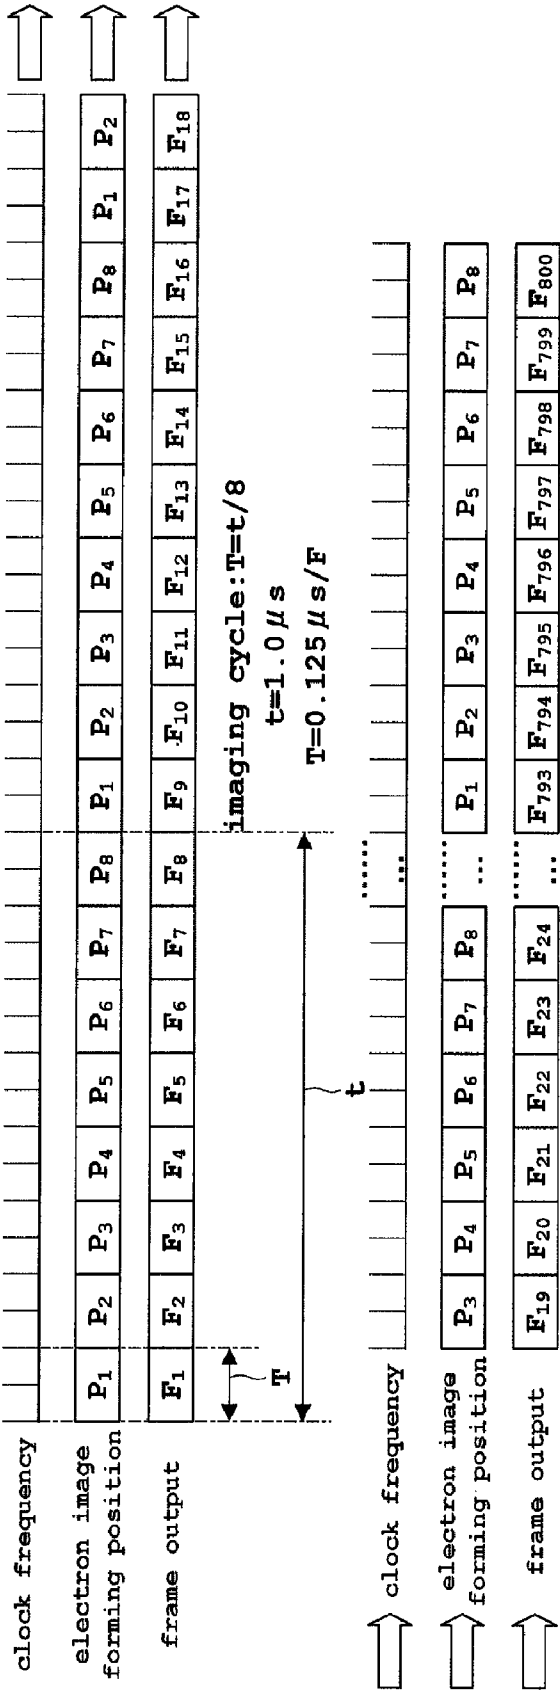 clock frequency
electron image
forming position
P1 P2 P3 P4 P5 P6 P7 P8 P1 P2 P3 P4 P5 P6 P7 P8 P1 P2
frame output
F1 F2 F3 F4 F5 F6 F7 F8 F9 F10 F11 F12 F13 F14 F15 F16 F17 F18
T
t
imaging cycle:T=t/8
t=1.0μs
T=0.125μs/F
clock frequency
......
...
electron image
forming position
P3 P4 P5 P6 P7 P8 ...... ... P1 P2 P3 P4 P5 P6 P7 P8
frame output
F19 F20 F21 F22 F23 F24 ...... ... F793 F794 F795 F796 F797 F798 F799 F800